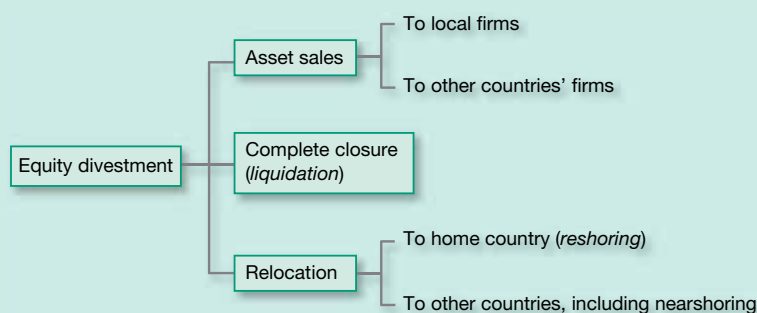 To local firms
Asset sales
To other countries’ firms
Equity divestment
Complete closure
(liquidation)
To home country (reshoring)
Relocation
To other countries, including nearshoring